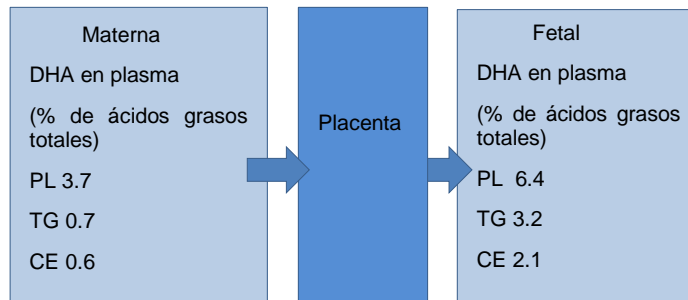 Materna
DHA en plasma
(% de ácidos grasos
totales)
PL 3.7
TG 0.7
CE 0.6
Placenta
Fetal
DHA en plasma
(% de ácidos grasos
totales)
PL 6.4
TG 3.2
CE 2.1